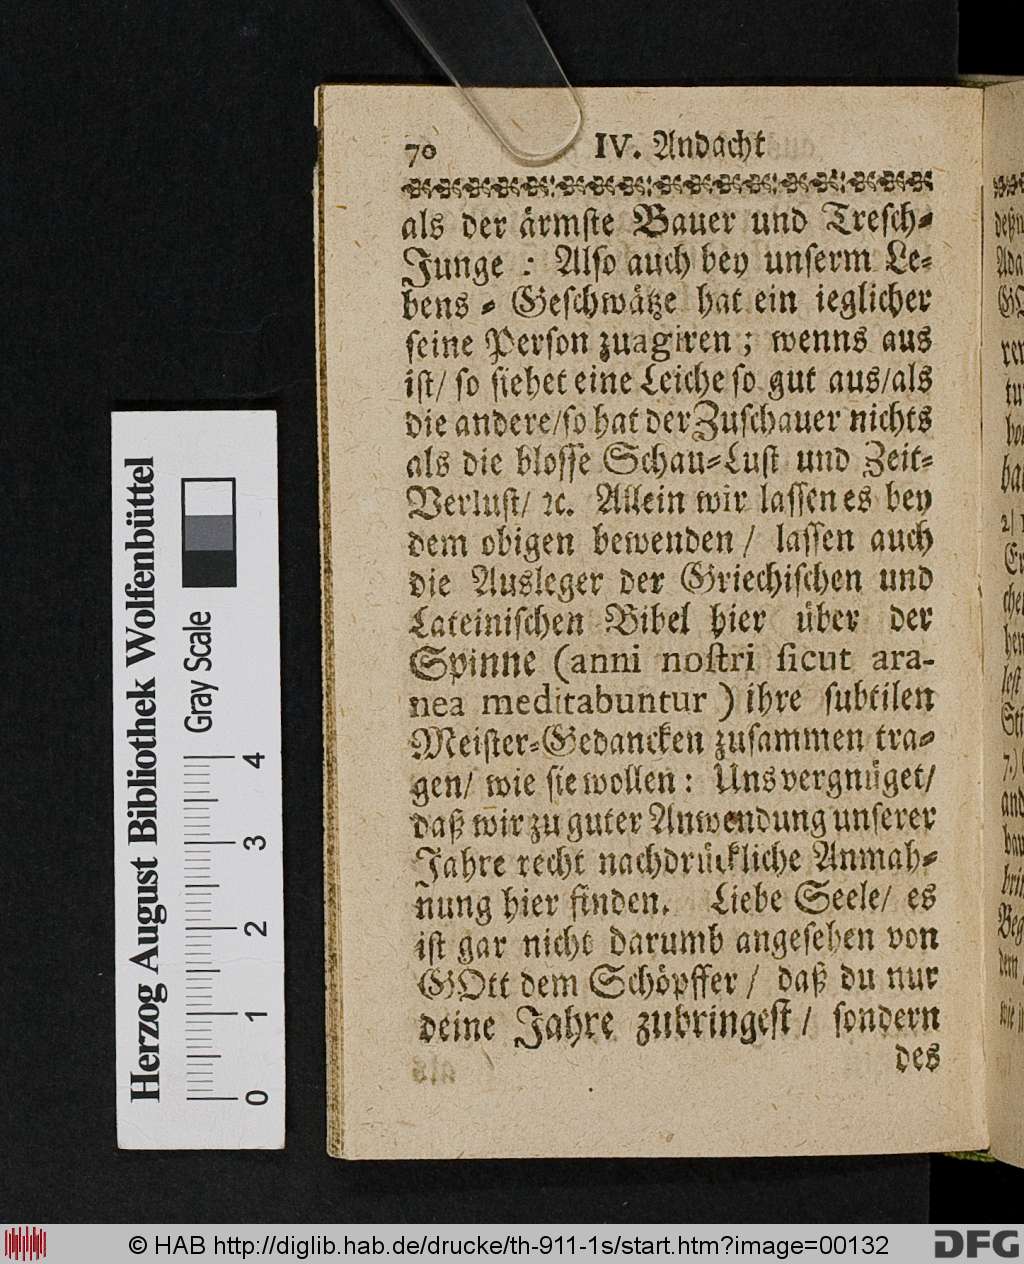 70 IV. Andacht
als der ärmste Bauer und Tresch-
Junge : Also auch bey unserm Le-
bens - Geschwätze hat ein ieglicher
seine Person zuagiren ; wenns aus
ist/ so siehet eine Leiche so gut aus/als
die andere/so hat der Zuschauer nichts
als die blosse Schau-Lust und Zeit-
Verlust/ ꝛc. Allein wir lassen es bey
dem obigen bewenden / lassen auch
die Ausleger der Griechischen und
Lateinischen Bibel hier über der
Spinne (anni nostri sicut ara-
nea meditabuntur ) ihre subtilen
Meister-Gedancken zusammen tra-
gen/ wie sie wollen : Uns vergnüget/
daß wir zu guter Anwendung unserer
Jahre recht nachdrückliche Anmah-
nung hier finden. Liebe Seele/ es
ist gar nicht darumb angesehen von
GOtt dem Schöpffer / daß du nur
deine Jahre zubringest / sondern
des
Herzog August Bibliothek Wolfenbüttel
Gray Scale
0 1 2 3 4
© HAB http://diglib.hab.de/drucke/th-911-1s/start.htm?image=00132
DFG